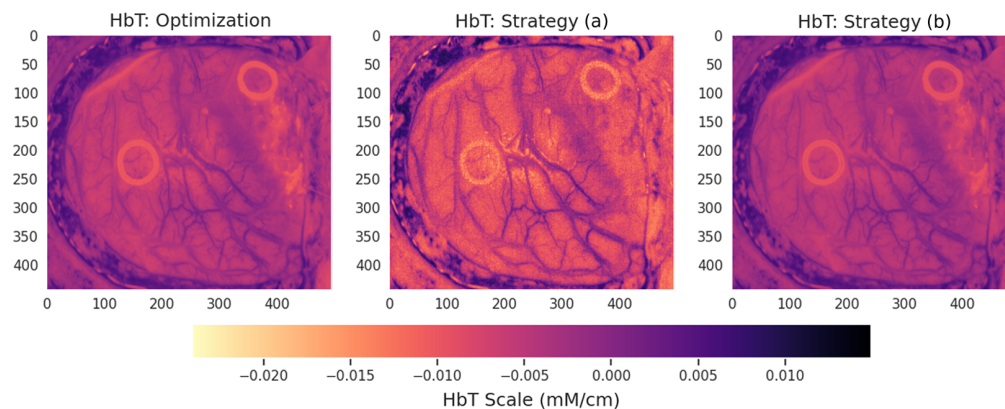 HbT: Optimization HbT: Strategy (a) HbT: Strategy (b)
0 0 0
50 50 50
100 100 100
150 150 150
200 200 200
250 250 250
300 300 300
350 350 350
400 400 400
0 100 200 300 400 0 100 200 300 400 0 100 200 300 400
−0.020 −0.015 −0.010 −0.005 0.000 0.005 0.010
HbT Scale (mM/cm)